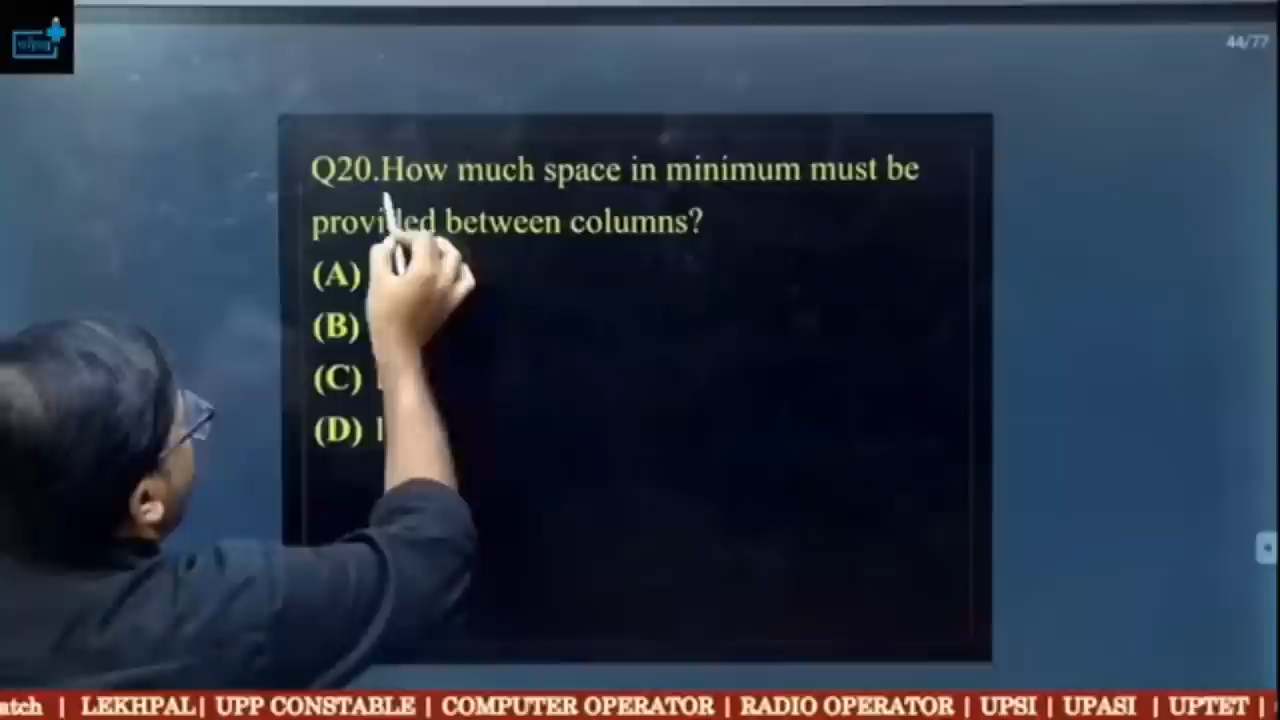 44/77
Q20.How much space in minimum must be
provided between columns?
(A)
(B)
(C)
(D)
atch | LEKHPAL| UPP CONSTABLE | COMPUTER OPERATOR | RADIO OPERATOR | UPSI | UPASI | UPTET |